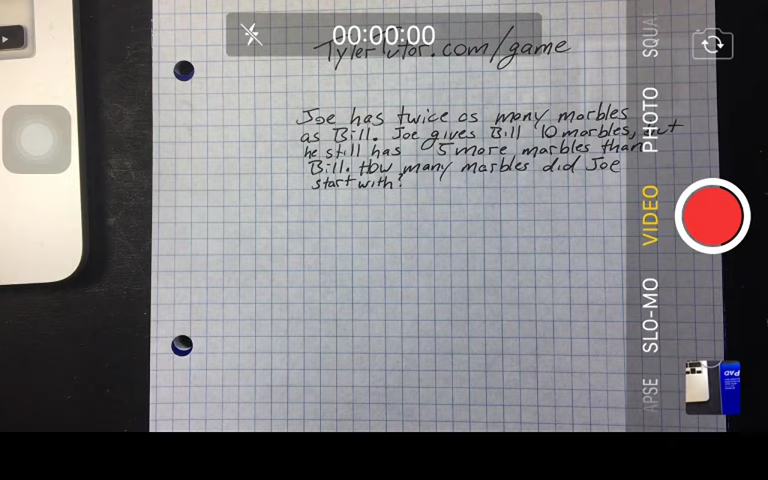 00:00:00
TylerTutor.com/game
Joe has twice as many marbles
as Bill. Joe gives Bill 10 marbles, but
he still has 5 more marbles than
Bill. How many marbles did Joe
start with?
SQUA
PHOTO
VIDEO
SLO-MO
APSE
PAD